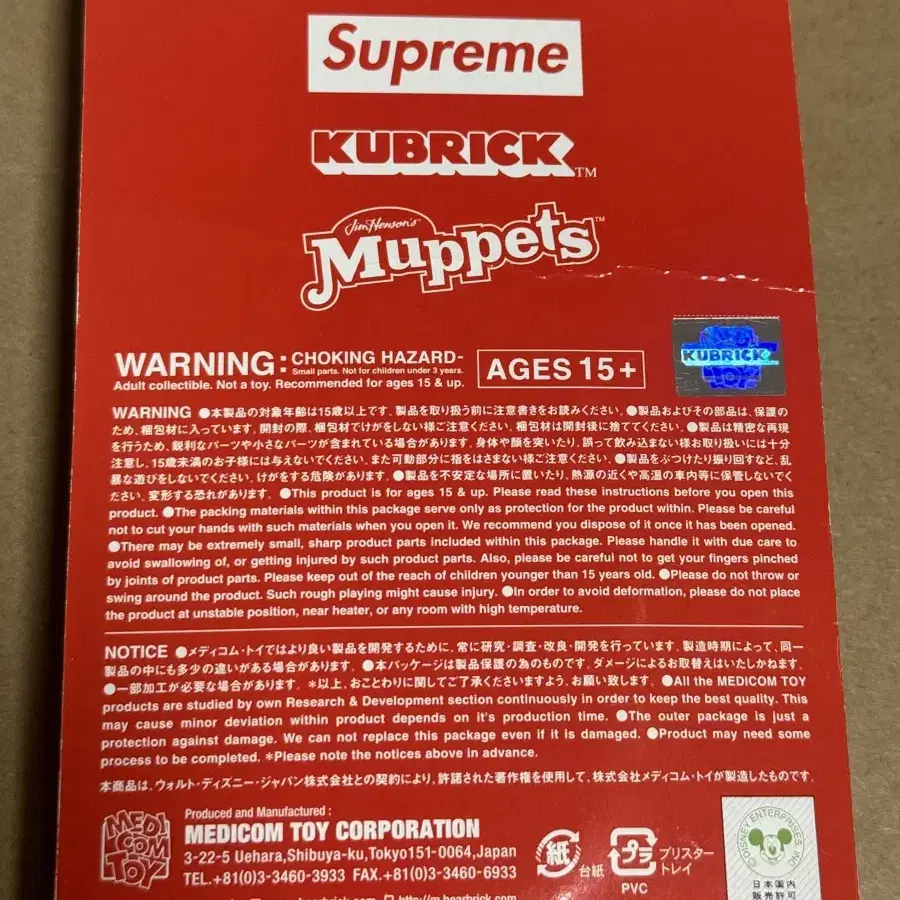 Supreme
KUBRICK TM
Jim Henson's
Muppets TM
KUBRICK
WARNING: CHOKING HAZARD-
Small parts. Not for children under 3 years.
Adult collectible. Not a toy. Recommended for ages 15 & up.
AGES 15+
WARNING ●本製品の対象年齢は15歳以上です。製品を取り扱う前に注意書きをお読みください。●製品およびその部品は、保護の
ため、梱包材に入っています。開封の際、梱包材でけがをしない様ご注意ください。梱包材は開封後に捨ててください。●製品は精密な再現
を行うため、鋭利なパーツや小さなパーツが含まれている場合があります。身体や顔を突いたり、誤って飲み込まない様お取り扱いには十分
注意し、15歳未満のお子様には与えないでください。また可動部分に指をはさまない様ご注意ください。●製品をぶつけたり振り回すなど、乱
暴な遊びをしないでください。けがをする危険があります。●製品を不安定な場所に置いたり、熱源の近くや高温の車内等に保管しないでく
ださい。変形する恐れがあります。●This product is for ages 15 & up. Please read these instructions before you open this
product. ●The packing materials within this package serve only as protection for the product within. Please be careful
not to cut your hands with such materials when you open it. We recommend you dispose of it once it has been opened.
●There may be extremely small, sharp product parts included within this package. Please handle it with due care to
avoid swallowing of, or getting injured by such product parts. Also, please be careful not to get your fingers pinched
by joints of product parts. Please keep out of the reach of children younger than 15 years old. ●Please do not throw or
swing around the product. Such rough playing might cause injury. ●In order to avoid deformation, please do not place
the product at unstable position, near heater, or any room with high temperature.
NOTICE ●メディコム・トイではより良い製品を開発するために、常に研究・調査・改良・開発を行っています。製造時期によって、同一
製品の中にも多少の違いがある場合があります。●本パッケージは製品保護の為のものです。ダメージによるお取替えはいたしかねます。
●一部加工が必要な場合があります。＊以上、おことわりに関してご了承くださいますよう、お願い致します。●All the MEDICOM TOY
products are studied by own Research & Development section continuously in order to keep the best quality. This
may cause minor deviation within product depends on it's production time. ●The outer package is just a
protection against damage. We can not replace this package even if it is damaged. ●Product may need some
process to be completed. *Please note the notices above in advance.
本商品は、ウォルト・ディズニー・ジャパン株式会社との契約により、許諾された著作権を使用して、株式会社メディコム・トイが製造したものです。
MEDICOM TOY
Produced and Manufactured :
MEDICOM TOY CORPORATION
3-22-5 Uehara,Shibuya-ku,Tokyo151-0064,Japan
TEL.+81(0)3-3460-3933 FAX.+81(0)3-3460-6933
紙 台紙
プラ ブリスター
トレイ
PVC
©DISNEY ENTERPRISES INC.
日本国内
販売許可